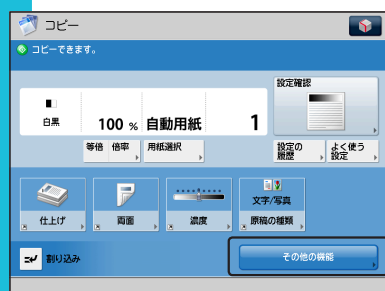 コピー
コピーできます。
設定確認
白黒
100 %
自動用紙
1
等倍
倍率
用紙選択
設定の
履歴
よく使う
設定
仕上げ
両面
濃度
文字/写真
原稿の種類
割り込み
その他の機能